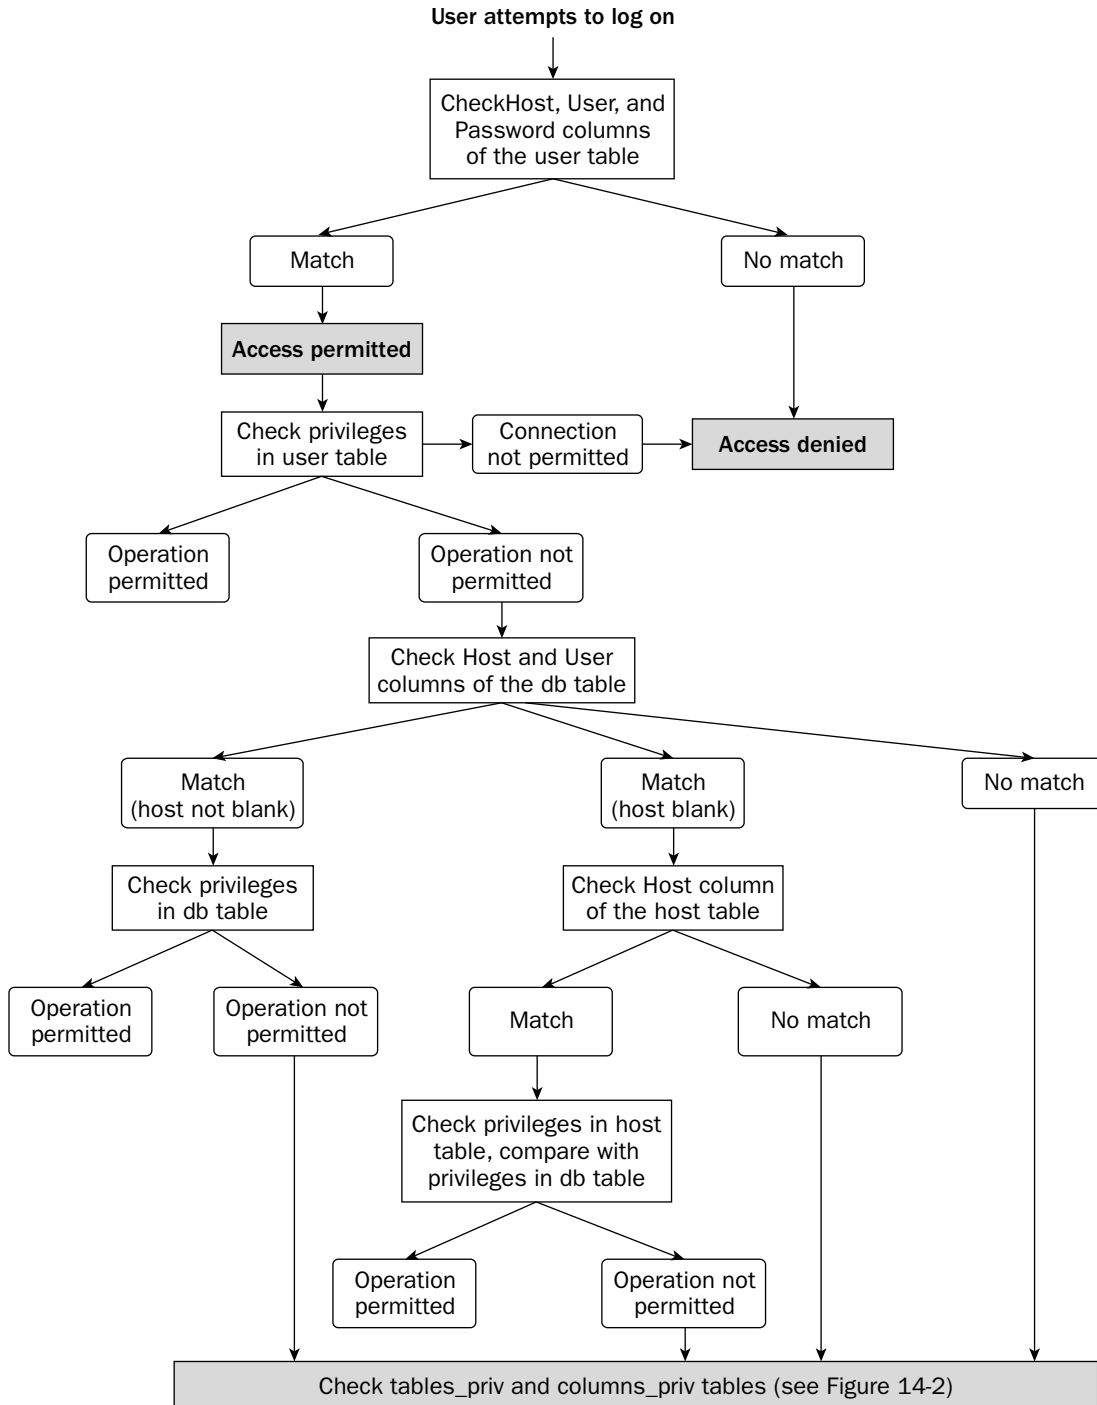 User attempts to log on
CheckHost, User, and
Password columns
of the user table
Match
No match
Access permitted
Check privileges
in user table
Connection
not permitted
Access denied
Operation
permitted
Operation not
permitted
Check Host and User
columns of the db table
Match
(host not blank)
Match
(host blank)
No match
Check privileges
in db table
Check Host column
of the host table
Operation
permitted
Operation not
permitted
Match
No match
Check privileges in host
table, compare with
privileges in db table
Operation
permitted
Operation not
permitted
Check tables_priv and columns_priv tables (see Figure 14-2)